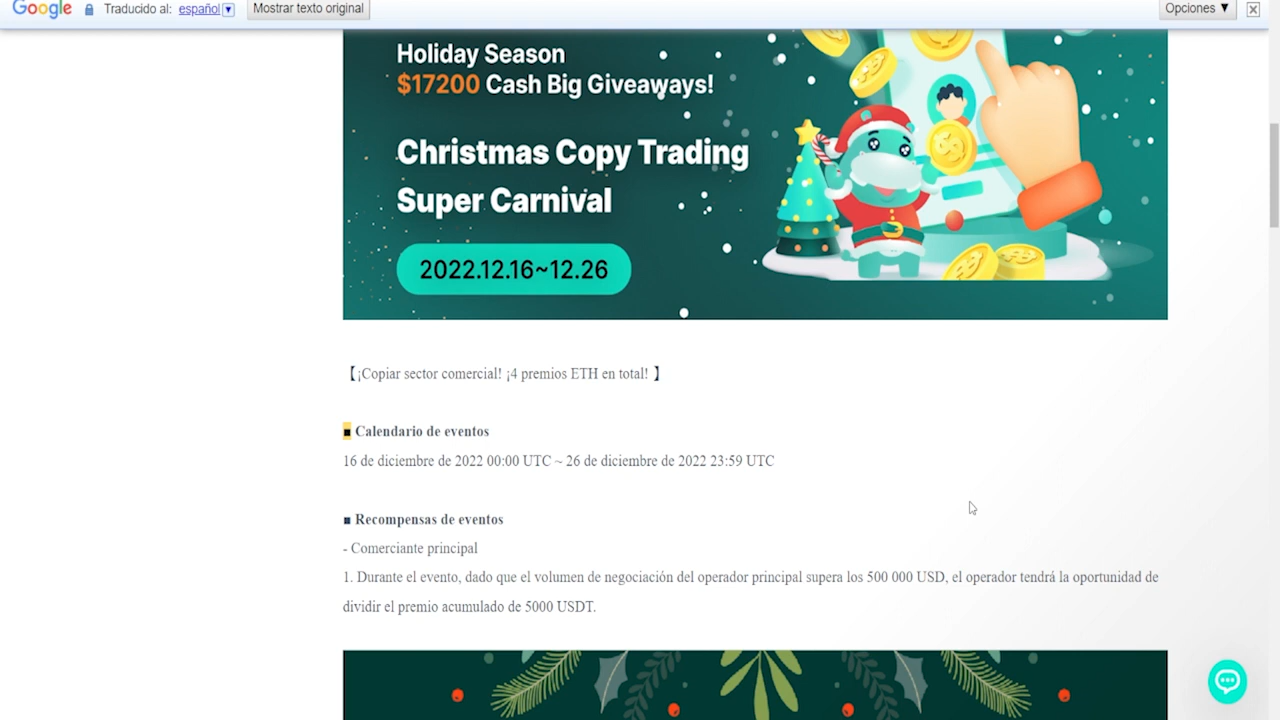 Google Traducido al: español Mostrar texto original Opciones ▼
Holiday Season
$17200 Cash Big Giveaways!
Christmas Copy Trading
Super Carnival
2022.12.16~12.26
【¡Copiar sector comercial! ¡4 premios ETH en total! 】
■ Calendario de eventos
16 de diciembre de 2022 00:00 UTC ~ 26 de diciembre de 2022 23:59 UTC
■ Recompensas de eventos
- Comerciante principal
1. Durante el evento, dado que el volumen de negociación del operador principal supera los 500 000 USD, el operador tendrá la oportunidad de
dividir el premio acumulado de 5000 USDT.